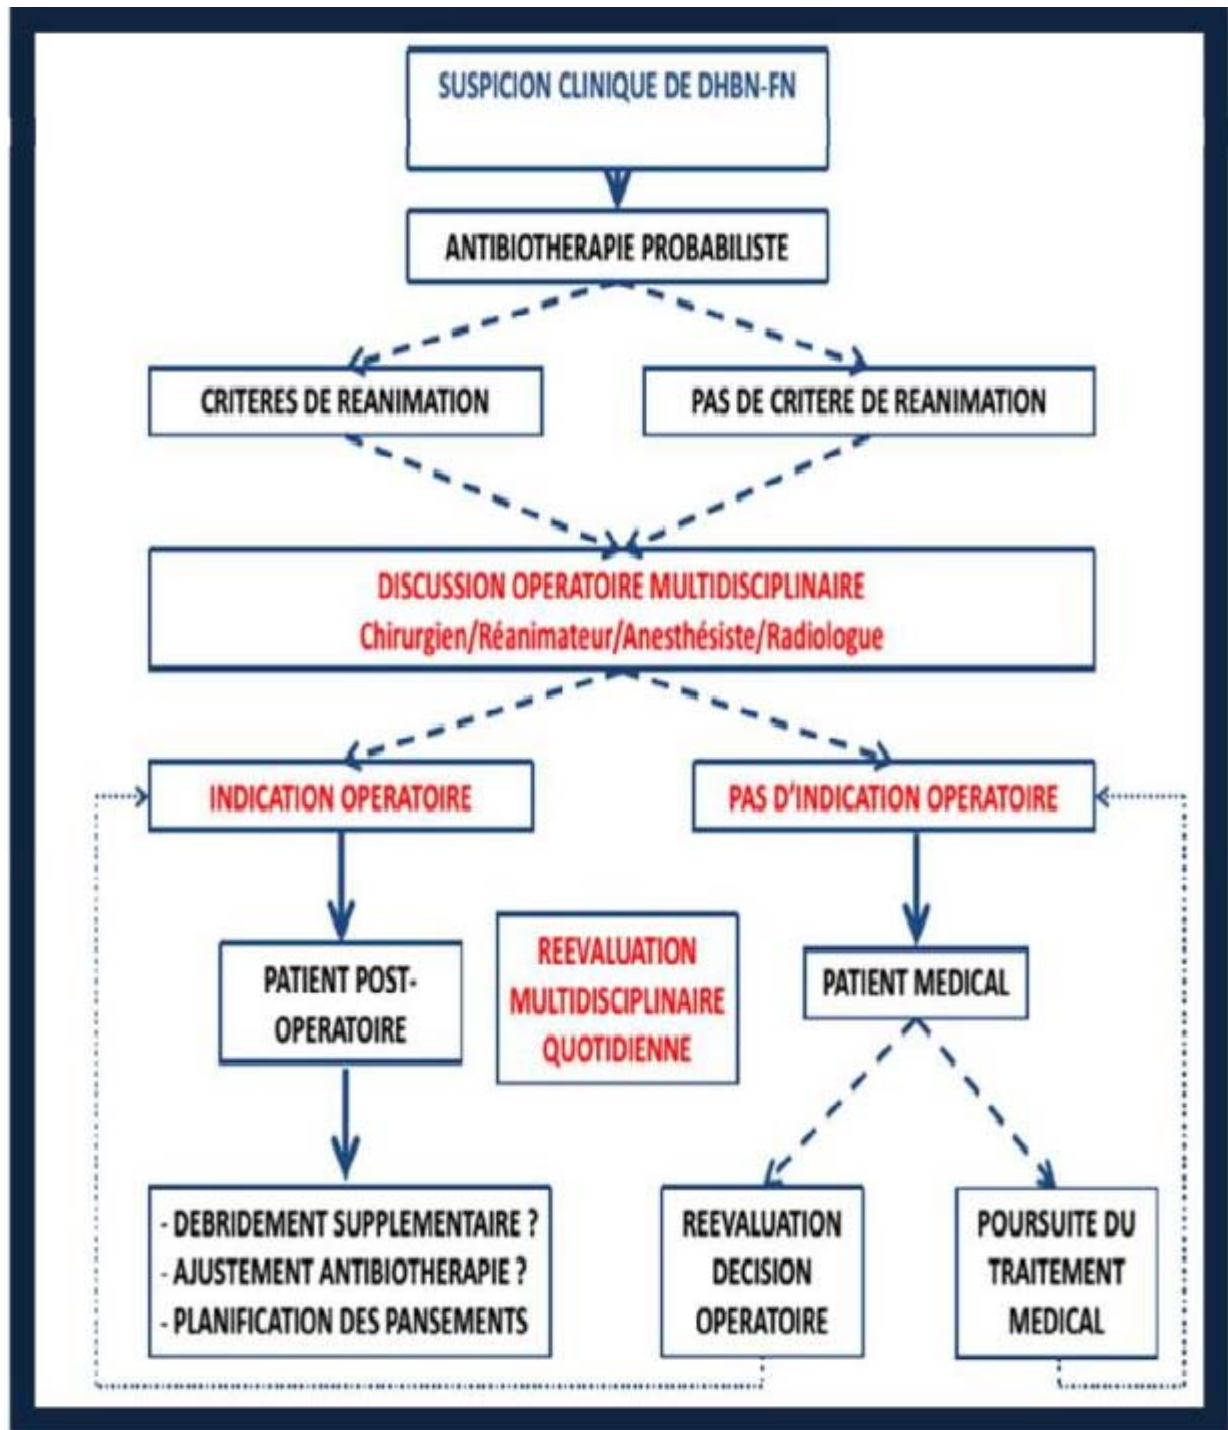 SUSPICION CLINIQUE DE DHBN-FN
ANTIBIOTHERAPIE PROBABILISTE
CRITERES DE REANIMATION
PAS DE CRITERE DE REANIMATION
DISCUSSION OPERATOIRE MULTIDISCIPLINAIRE
Chirurgien/Réanimateur/Anesthésiste/Radiologue
INDICATION OPERATOIRE
PAS D'INDICATION OPERATOIRE
PATIENT POST-
OPERATOIRE
REEVALUATION
MULTIDISCIPLINAIRE
QUOTIDIENNE
PATIENT MEDICAL
- DEBRIDEMENT SUPPLEMENTAIRE ?
- AJUSTEMENT ANTIBIOTHERAPIE ?
- PLANIFICATION DES PANSEMENTS
REEVALUATION
DECISION
OPERATOIRE
POURSUITE DU
TRAITEMENT
MEDICAL